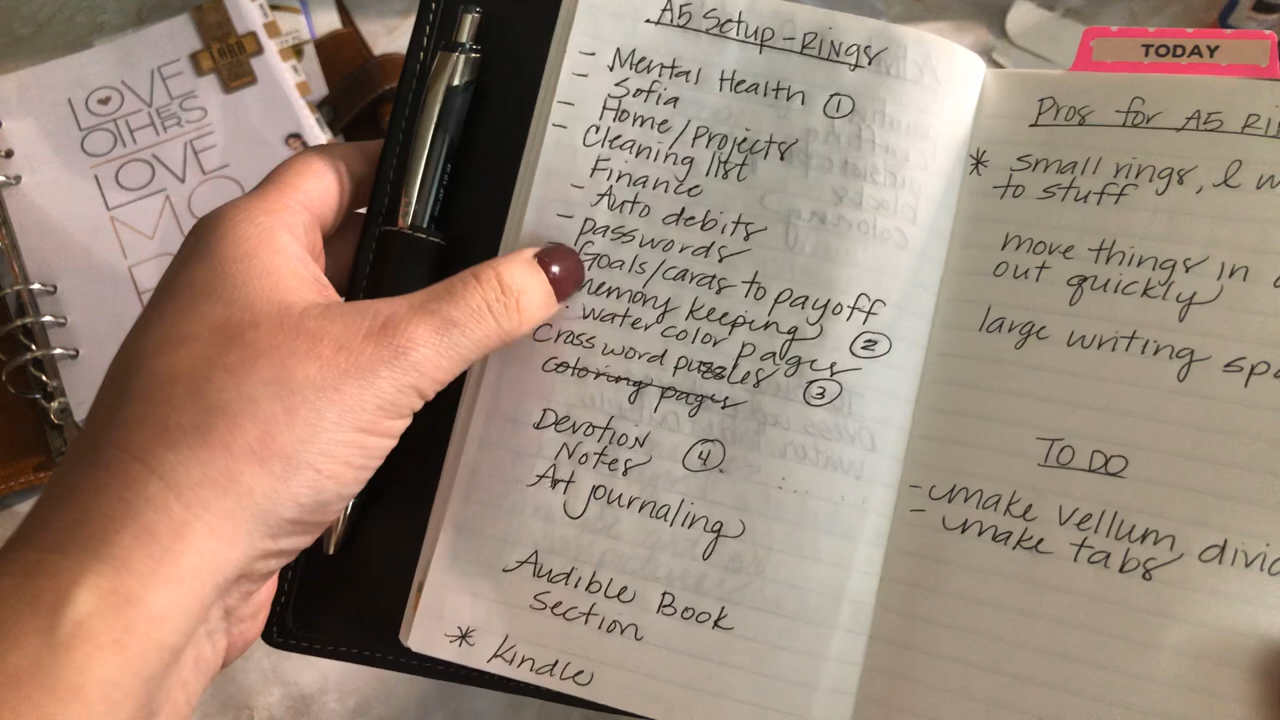 LOVE
OTHERS
LOVE
A5 Setup - Rings
- Mental Health ①
- Sofia
- Home/Projects
- Cleaning list
Finance
- Auto debits
- passwords
Goals/cards to payoff
memory keeping
water color pages ②
Crossword puzzles ③
coloring pages
Devotion
Notes ④
Art journaling
Audible Book
Section
* Kindle
TODAY
Pros for A5
* small rings, I
to stuff
move things in
out quickly
large writing
TO DO
- make vellum
- make tabs